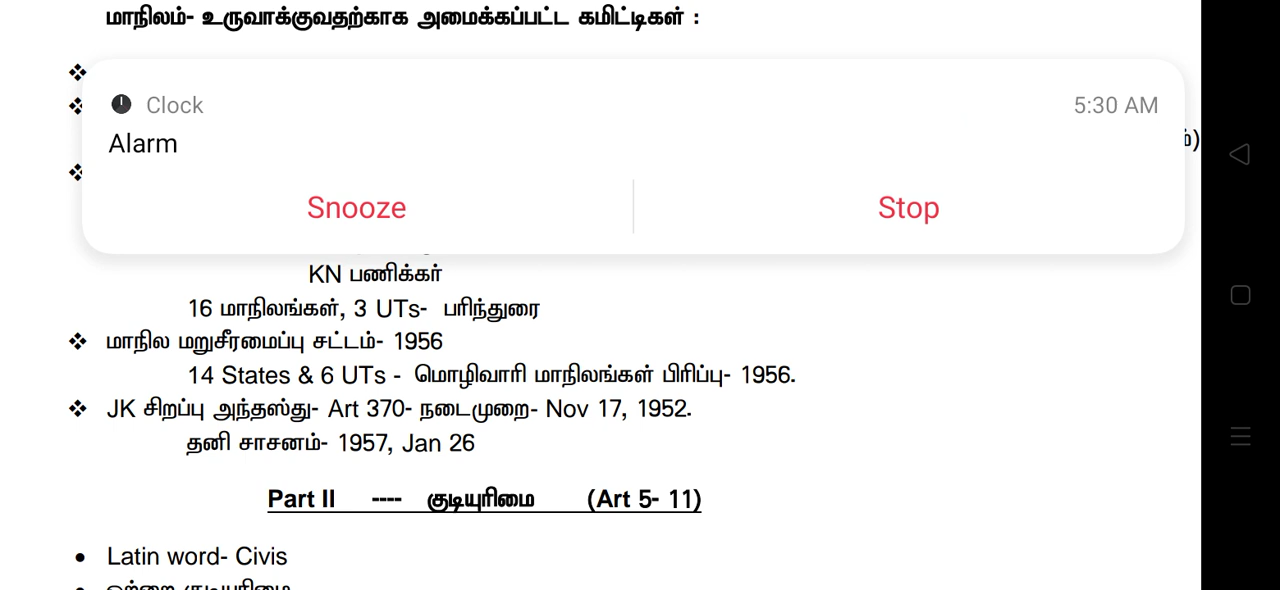 மாநிலம்- உருவாக்குவதற்காக அமைக்கப்பட்ட கமிட்டிகள் :
Clock 5:30 AM
Alarm
ம்)
Snooze Stop
KN பணிக்கர்
16 மாநிலங்கள், 3 UTs- பரிந்துரை
❖ மாநில மறுசீரமைப்பு சட்டம்- 1956
14 States & 6 UTs - மொழிவாரி மாநிலங்கள் பிரிப்பு- 1956.
❖ JK சிறப்பு அந்தஸ்து- Art 370- நடைமுறை- Nov 17, 1952.
தனி சாசனம்- 1957, Jan 26
Part II ---- குடியுரிமை (Art 5- 11)
• Latin word- Civis
• ஒற்றை குடியுரிமை